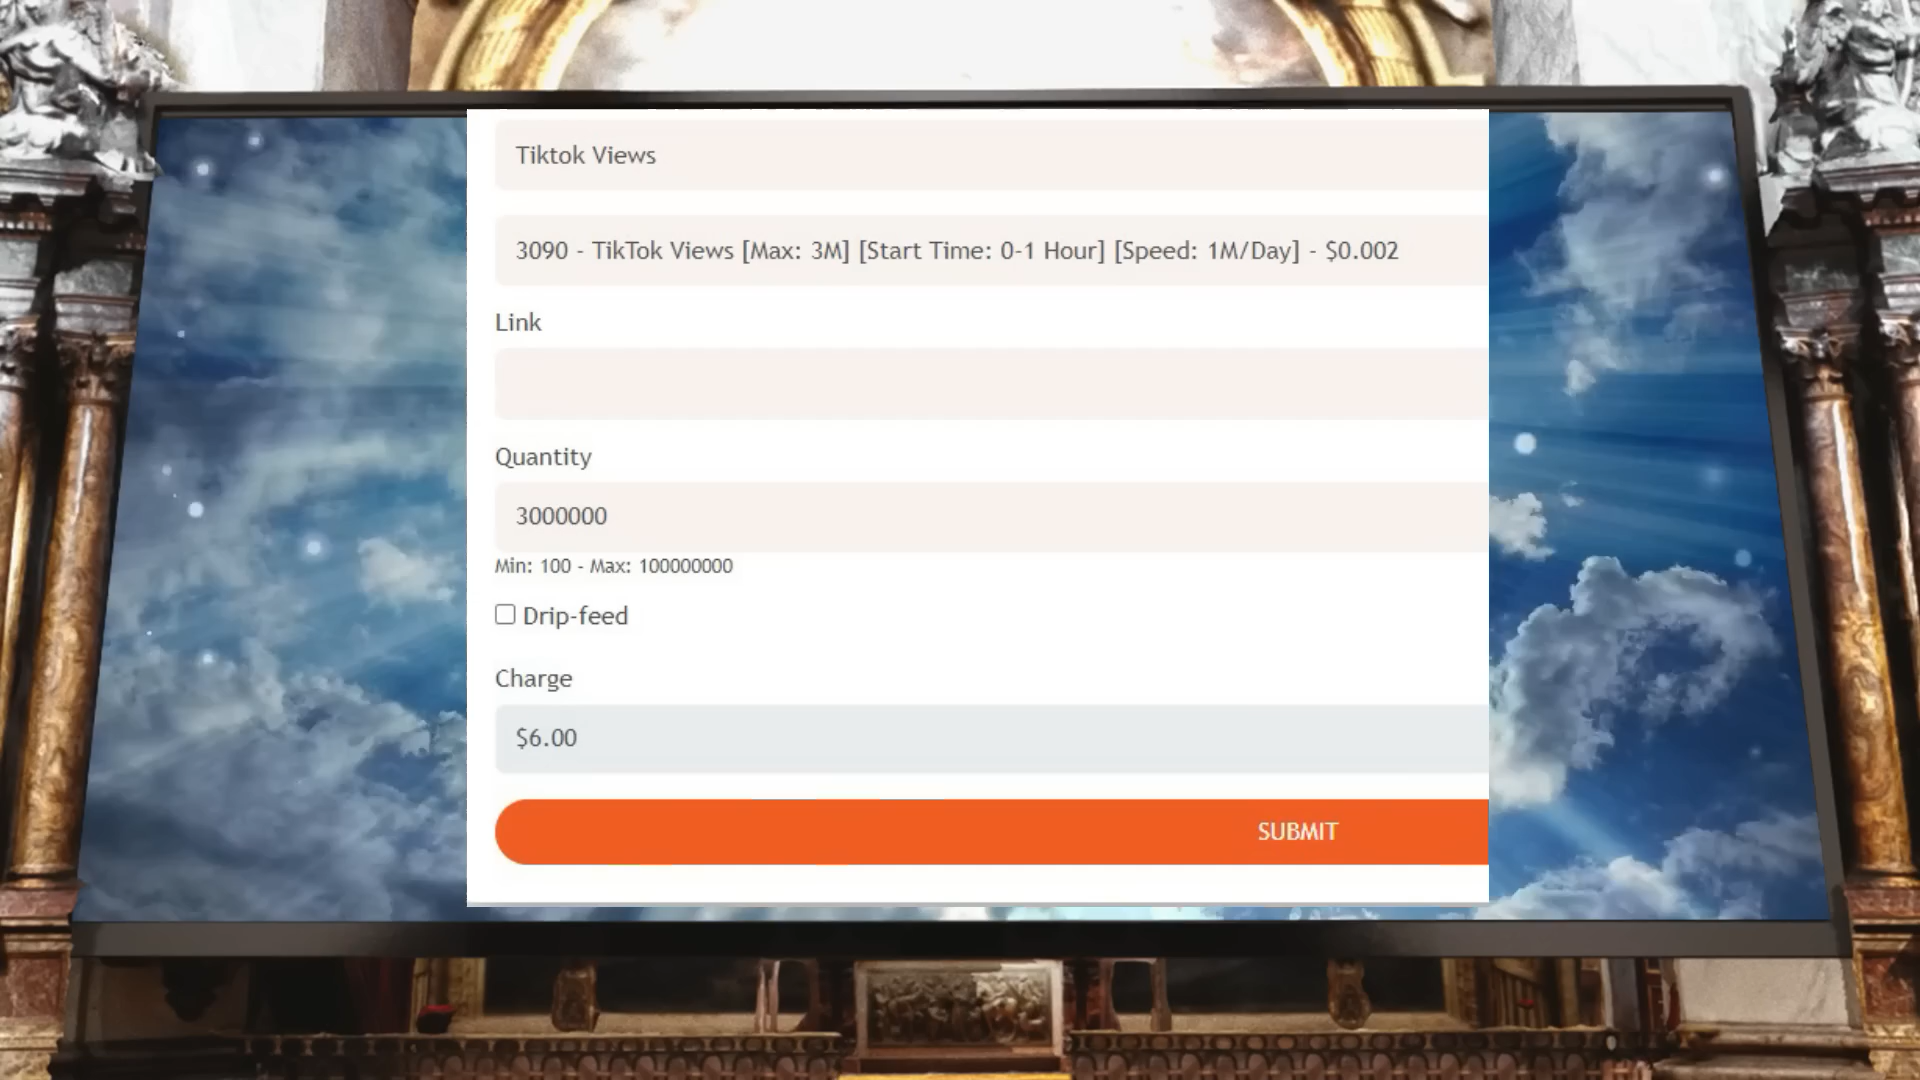 Tiktok Views
3090 - TikTok Views [Max: 3M] [Start Time: 0-1 Hour] [Speed: 1M/Day] - $0.002
Link
Quantity
3000000
Min: 100 - Max: 100000000
Drip-feed
Charge
$6.00
SUBMIT